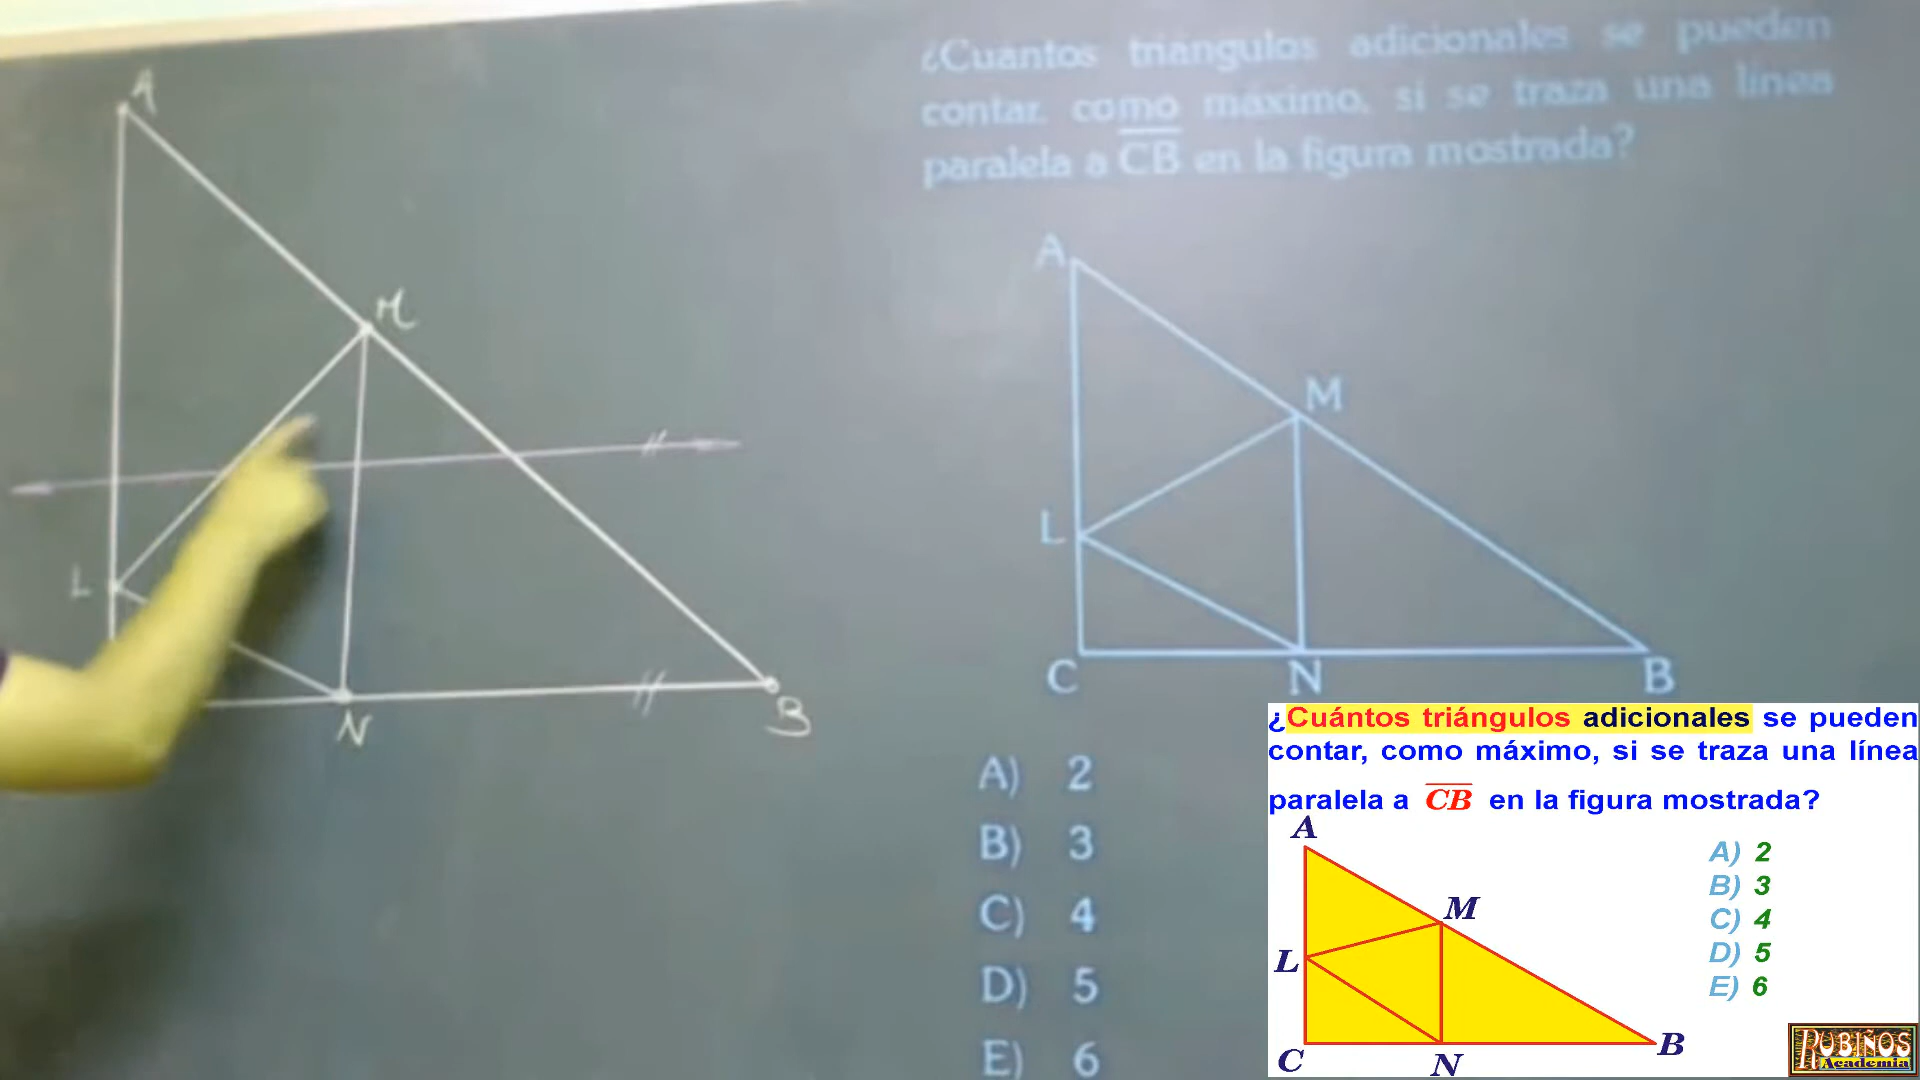 ¿Cuántos triángulos adicionales se pueden
contar, como máximo, si se traza una línea
paralela a CB en la figura mostrada?
A
M
L
N
B
A
M
L
C
N
B
A) 2
B) 3
C) 4
D) 5
E) 6
¿Cuántos triángulos adicionales se pueden
contar, como máximo, si se traza una línea
paralela a CB en la figura mostrada?
A
M
L
C
N
B
A) 2
B) 3
C) 4
D) 5
E) 6
RUBIÑOS
Academia